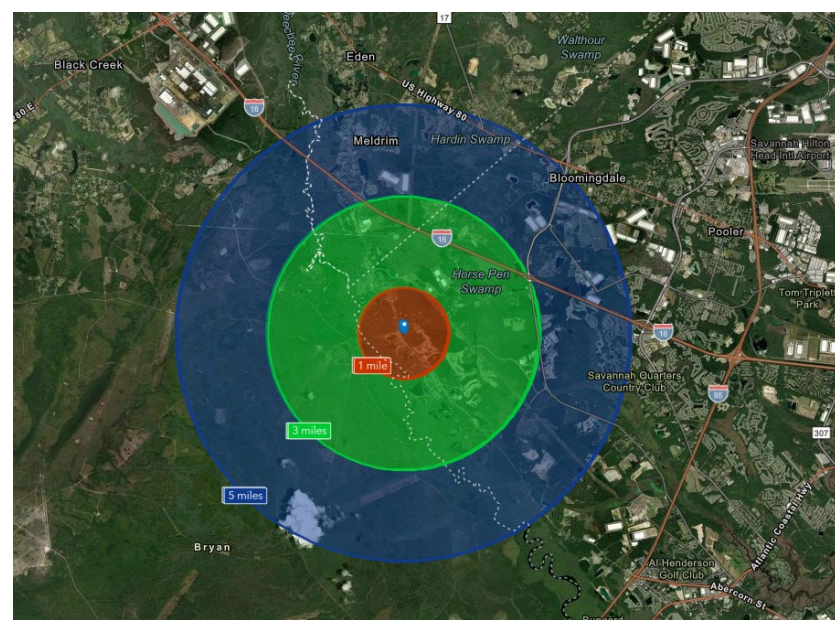 17
Walthour
Swamp
Eden
Black Creek
River
US Highway 80
280 E
16
Meldrim
Hardin Swamp
Savannah Hilton
Head Intl Airport
Bloomingdale
Pooler
16
Horse Pen
Swamp
Tom Triplett
Park
16
1 mile
Savannah Quarters
Country Club
95
3 miles
307
5 miles
Bryan
Atlantic Coastal Hwy
Al Henderson
Golf Club
Abercorn St